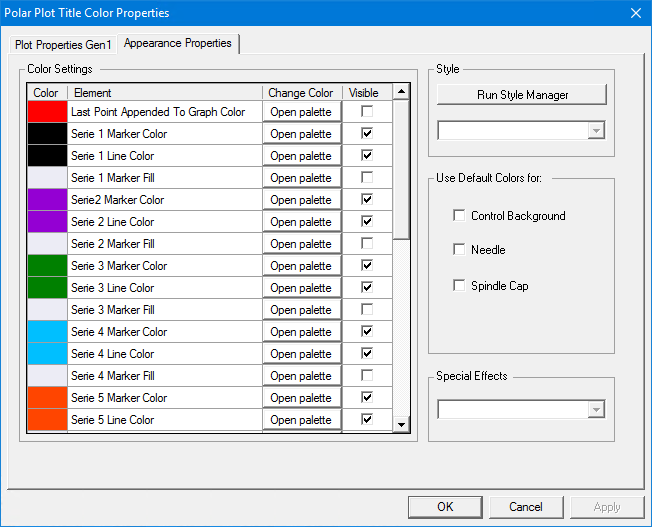 Polar Plot Title Color Properties
Plot Properties Gen1
Appearance Properties
Color Settings
Color Element Change Color Visible
Last Point Appended To Graph Color Open palette
Serie 1 Marker Color Open palette
Serie 1 Line Color Open palette
Serie 1 Marker Fill Open palette
Serie2 Marker Color Open palette
Serie 2 Line Color Open palette
Serie 2 Marker Fill Open palette
Serie 3 Marker Color Open palette
Serie 3 Line Color Open palette
Serie 3 Marker Fill Open palette
Serie 4 Marker Color Open palette
Serie 4 Line Color Open palette
Serie 4 Marker Fill Open palette
Serie 5 Marker Color Open palette
Serie 5 Line Color Open palette
Style
Run Style Manager
Use Default Colors for:
Control Background
Needle
Spindle Cap
Special Effects
OK Cancel Apply